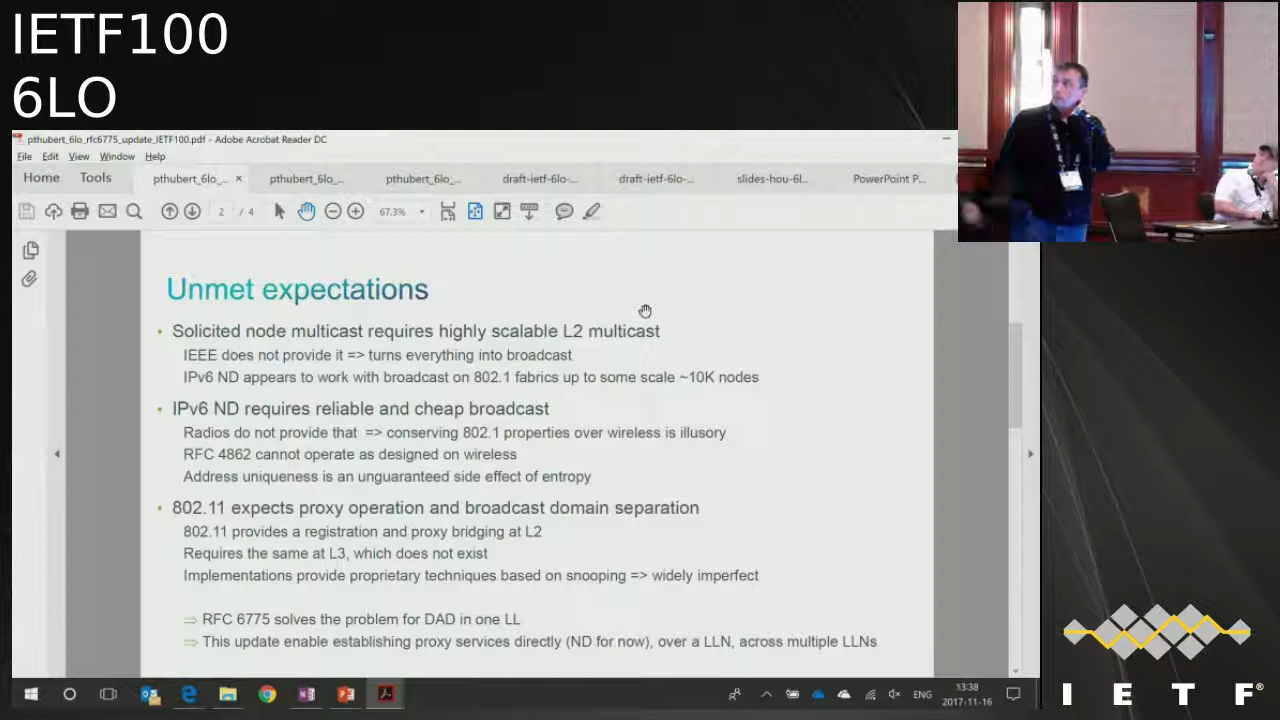 IETF100
6LO
pthubert_6lo_rfc6775_update_IETF100.pdf - Adobe Acrobat Reader DC
File Edit View Window Help
Home Tools pthubert_6lo_... × pthubert_6lo_... pthubert_6lo_... draft-ietf-6lo-... draft-ietf-6lo-... slides-hou-6l... PowerPoint P...
2 / 4 67.3%
Unmet expectations
• Solicited node multicast requires highly scalable L2 multicast
IEEE does not provide it => turns everything into broadcast
IPv6 ND appears to work with broadcast on 802.1 fabrics up to some scale ~10K nodes
• IPv6 ND requires reliable and cheap broadcast
Radios do not provide that => conserving 802.1 properties over wireless is illusory
RFC 4862 cannot operate as designed on wireless
Address uniqueness is an unguaranteed side effect of entropy
• 802.11 expects proxy operation and broadcast domain separation
802.11 provides a registration and proxy bridging at L2
Requires the same at L3, which does not exist
Implementations provide proprietary techniques based on snooping => widely imperfect
⇒ RFC 6775 solves the problem for DAD in one LL
⇒ This update enable establishing proxy services directly (ND for now), over a LLN, across multiple LLNs
ENG 13:38
2017-11-16
I E T F®